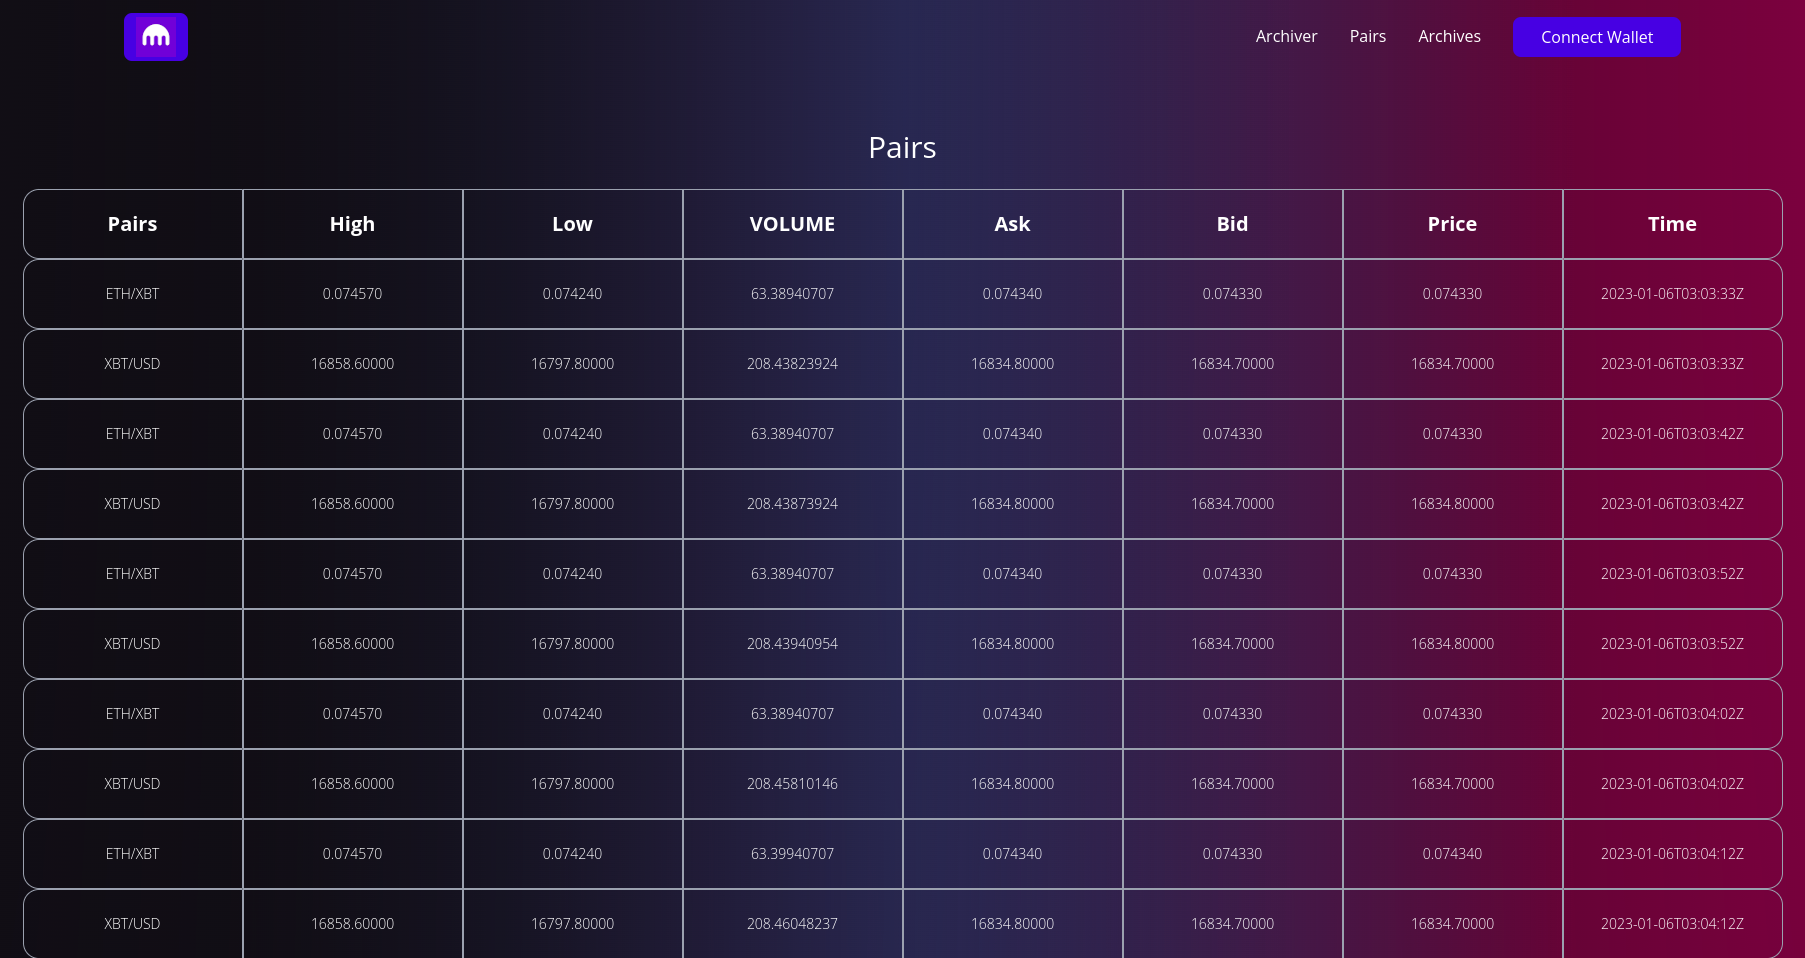 Archiver Pairs Archives Connect Wallet
Pairs
Pairs High Low VOLUME Ask Bid Price Time
ETH/XBT 0.074570 0.074240 63.38940707 0.074340 0.074330 0.074330 2023-01-06T03:03:33Z
XBT/USD 16858.60000 16797.80000 208.43823924 16834.80000 16834.70000 16834.70000 2023-01-06T03:03:33Z
ETH/XBT 0.074570 0.074240 63.38940707 0.074340 0.074330 0.074330 2023-01-06T03:03:42Z
XBT/USD 16858.60000 16797.80000 208.43873924 16834.80000 16834.70000 16834.80000 2023-01-06T03:03:42Z
ETH/XBT 0.074570 0.074240 63.38940707 0.074340 0.074330 0.074330 2023-01-06T03:03:52Z
XBT/USD 16858.60000 16797.80000 208.43940954 16834.80000 16834.70000 16834.80000 2023-01-06T03:03:52Z
ETH/XBT 0.074570 0.074240 63.38940707 0.074340 0.074330 0.074330 2023-01-06T03:04:02Z
XBT/USD 16858.60000 16797.80000 208.45810146 16834.80000 16834.70000 16834.70000 2023-01-06T03:04:02Z
ETH/XBT 0.074570 0.074240 63.39940707 0.074340 0.074330 0.074340 2023-01-06T03:04:12Z
XBT/USD 16858.60000 16797.80000 208.46048237 16834.80000 16834.70000 16834.70000 2023-01-06T03:04:12Z